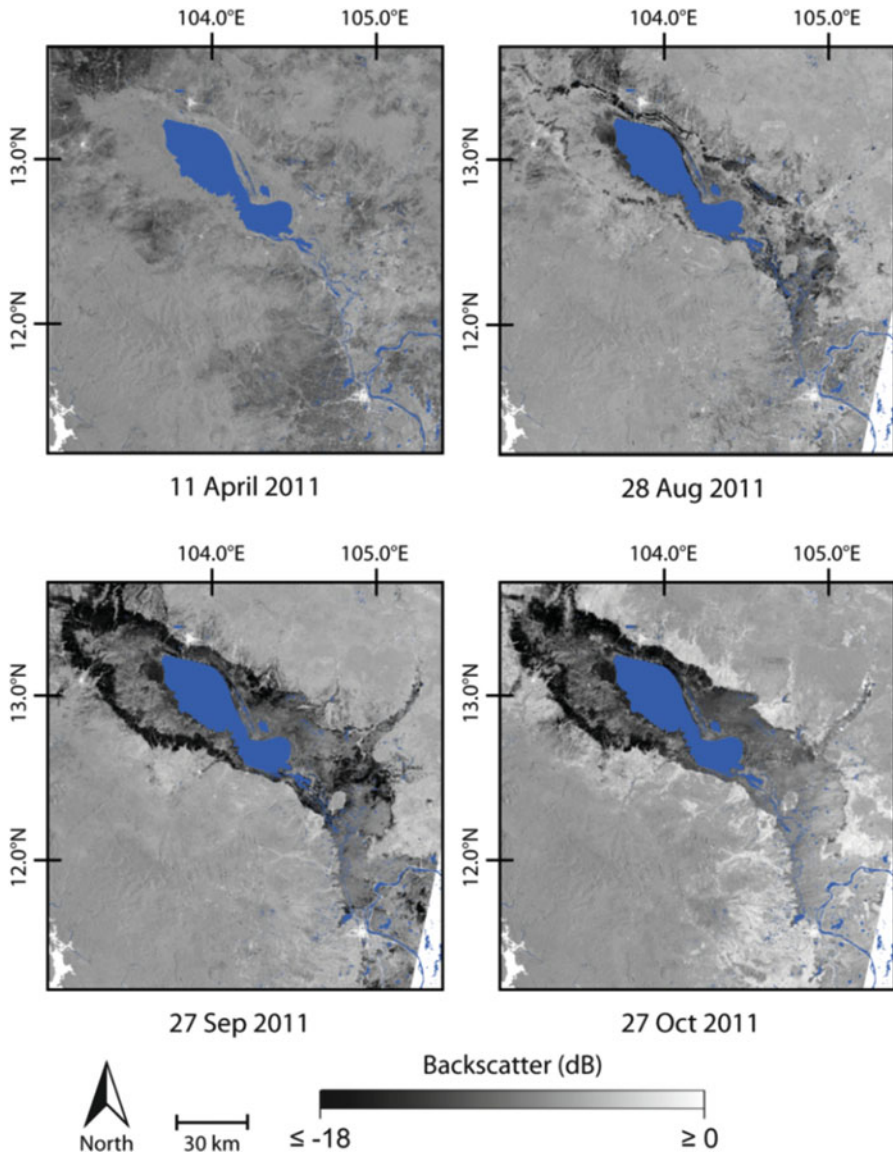 104.0°E 105.0°E 104.0°E 105.0°E
13.0°N 13.0°N
12.0°N 12.0°N
11 April 2011 28 Aug 2011
104.0°E 105.0°E 104.0°E 105.0°E
13.0°N 13.0°N
12.0°N 12.0°N
27 Sep 2011 27 Oct 2011
Backscatter (dB)
North 30 km ≤ -18 ≥ 0